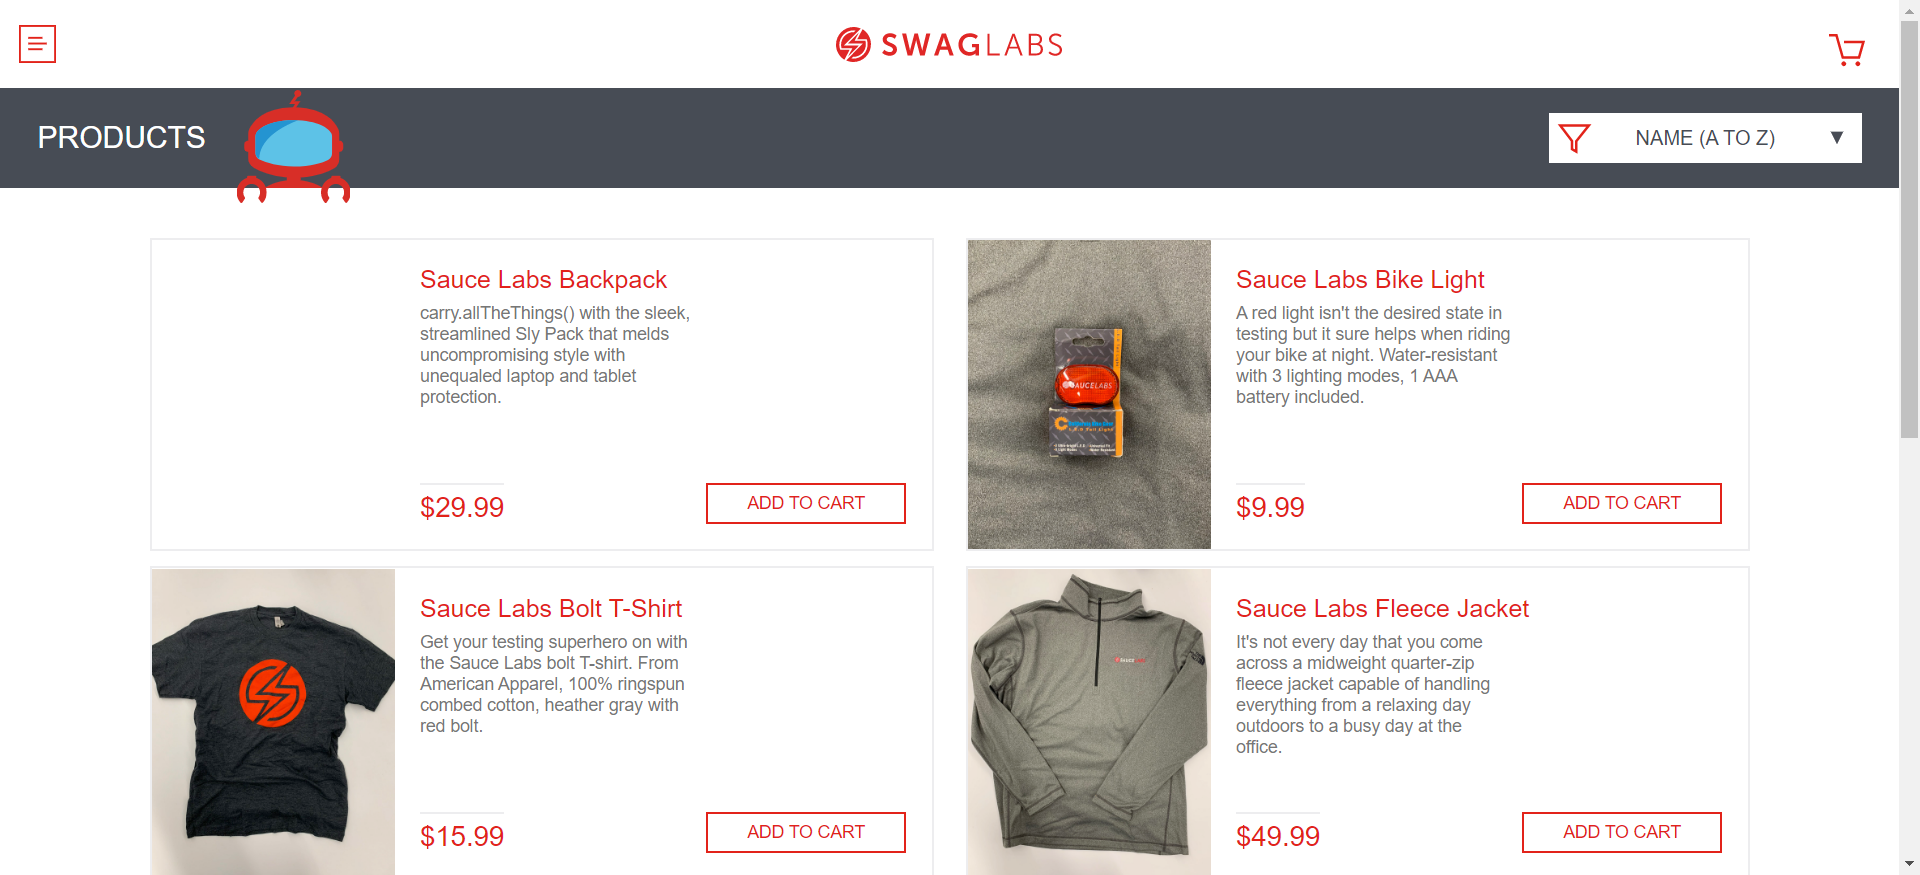 SWAGLABS
PRODUCTS
NAME (A TO Z)
Sauce Labs Backpack
carry.allTheThings() with the sleek,
streamlined Sly Pack that melds
uncompromising style with
unequaled laptop and tablet
protection.
$29.99
ADD TO CART
SAUCELABS
Sauce Labs Bike Light
A red light isn't the desired state in
testing but it sure helps when riding
your bike at night. Water-resistant
with 3 lighting modes, 1 AAA
battery included.
$9.99
ADD TO CART
Sauce Labs Bolt T-Shirt
Get your testing superhero on with
the Sauce Labs bolt T-shirt. From
American Apparel, 100% ringspun
combed cotton, heather gray with
red bolt.
$15.99
ADD TO CART
SAUCE
Sauce Labs Fleece Jacket
It's not every day that you come
across a midweight quarter-zip
fleece jacket capable of handling
everything from a relaxing day
outdoors to a busy day at the
office.
$49.99
ADD TO CART